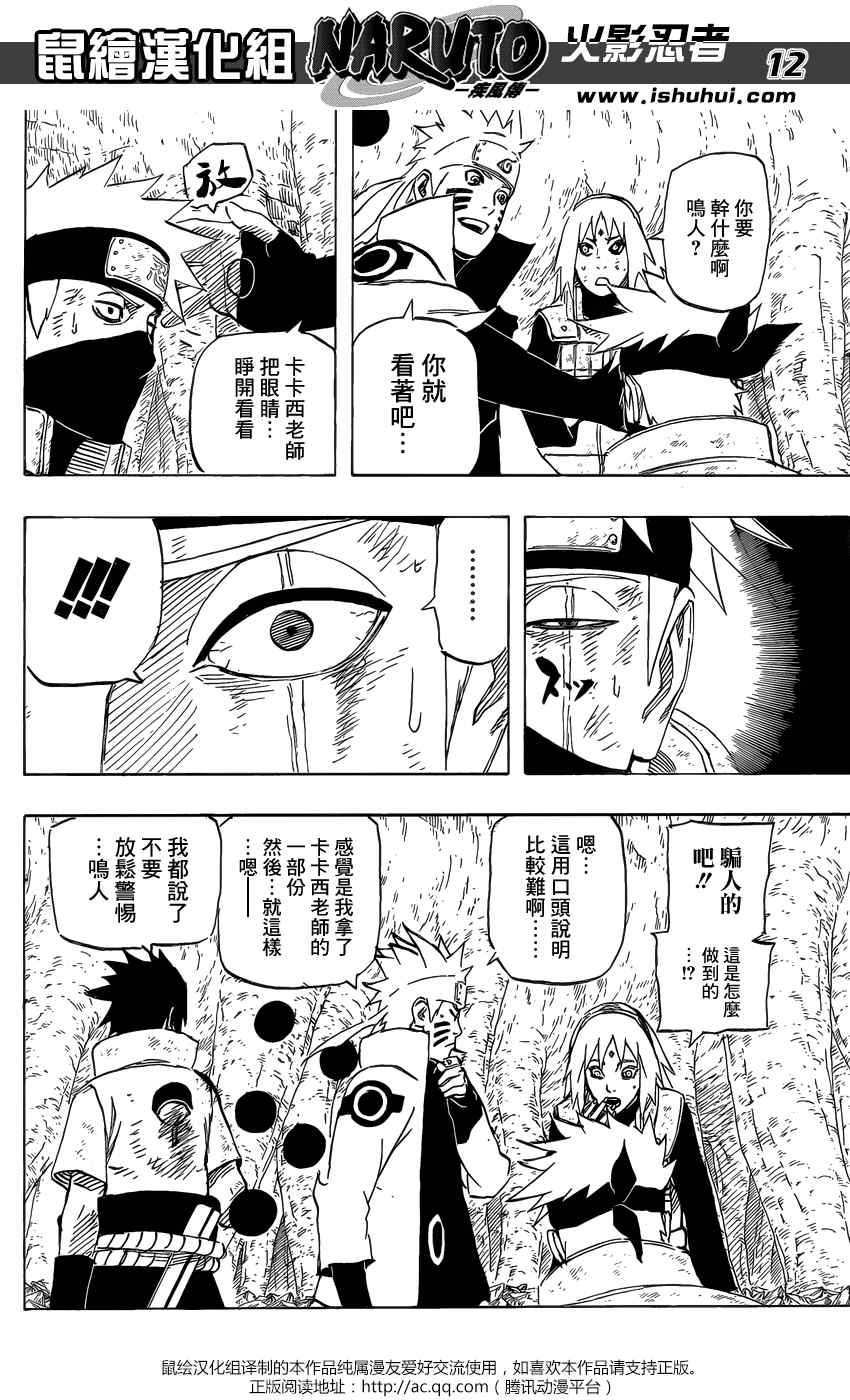 鼠繪漢化組
NARUTO
-疾風傳-
火影忍者
12
www.ishuhui.com
你要
幹什麼啊
鳴人?
你就
看著吧…
放
卡卡西老師
把眼睛…
睜開看看
スッ
………
!!!!
騙人的
吧!!
這是怎麼
做到的
…!?
嗯…
這用口頭說明
比較難啊……
感覺是我拿了
卡卡西老師的
一部份
然後…就這樣
…嗯——
我都說了
不要
放鬆警惕
…鳴人
鼠绘汉化组译制的本作品纯属漫友爱好交流使用，如喜欢本作品请支持正版。
正版阅读地址：http://ac.qq.com（腾讯动漫平台）